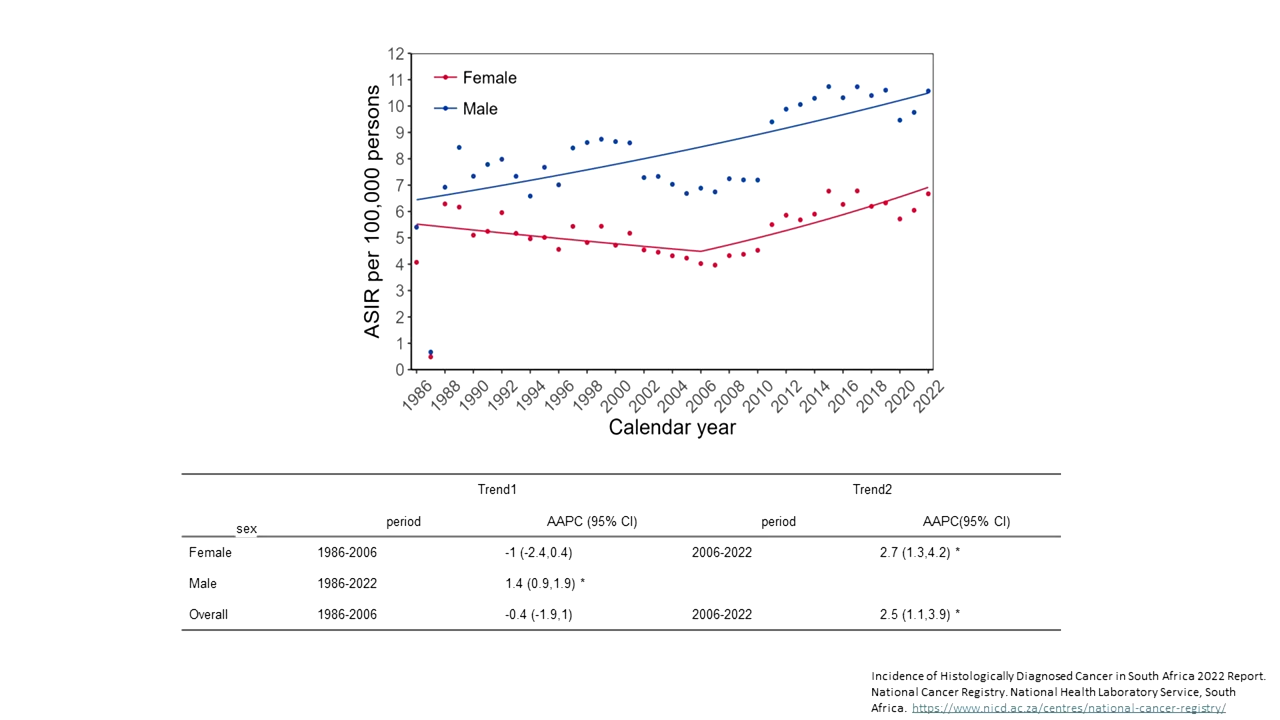 12
11
10
9
8
7
6
5
4
3
2
1
0
Female
Male
ASIR per 100,000 persons
1986 1988 1990 1992 1994 1996 1998 2000 2002 2004 2006 2008 2010 2012 2014 2016 2018 2020 2022
Calendar year
Trend1 Trend2
sex period AAPC (95% CI) period AAPC(95% CI)
Female 1986-2006 -1 (-2.4,0.4) 2006-2022 2.7 (1.3,4.2) *
Male 1986-2022 1.4 (0.9,1.9) *
Overall 1986-2006 -0.4 (-1.9,1) 2006-2022 2.5 (1.1,3.9) *
Incidence of Histologically Diagnosed Cancer in South Africa 2022 Report.
National Cancer Registry. National Health Laboratory Service, South
Africa. https://www.nicd.ac.za/centres/national-cancer-registry/